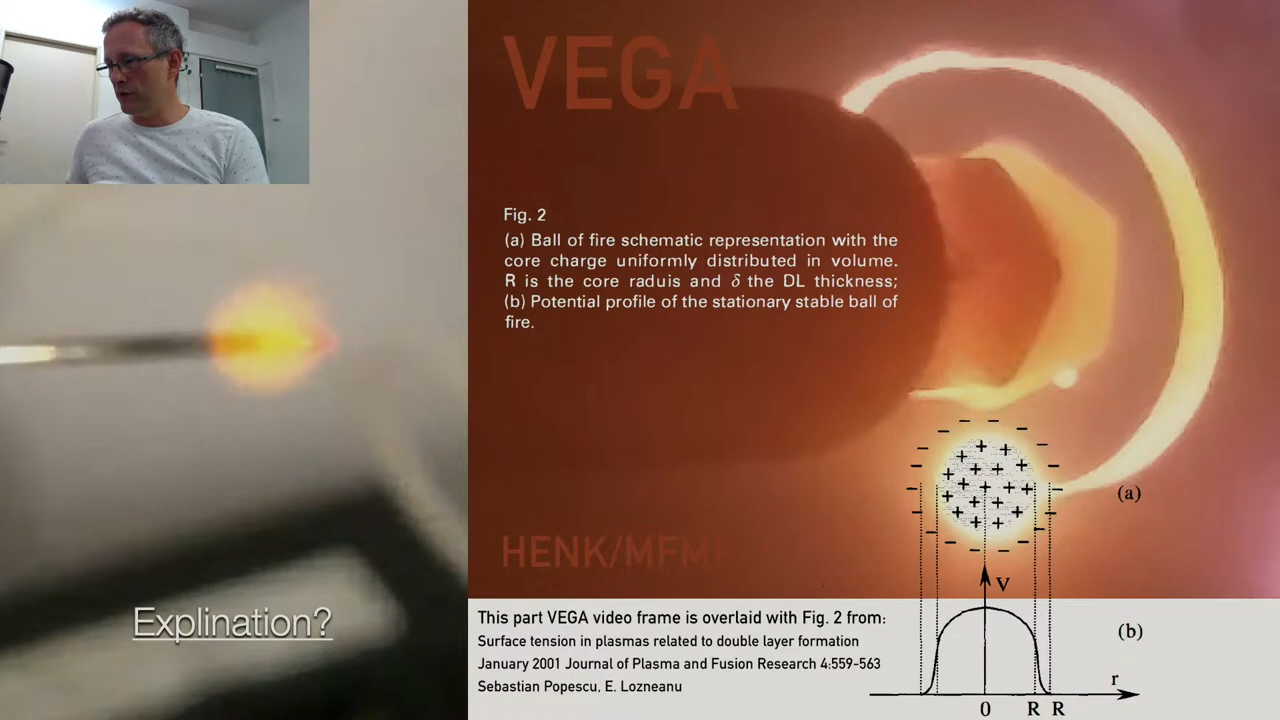 VEGA
Fig. 2
(a) Ball of fire schematic representation with the
core charge uniformly distributed in volume.
R is the core raduis and δ the DL thickness;
(b) Potential profile of the stationary stable ball of
fire.
(a)
HENK/MFMP
V
Explination?
This part VEGA video frame is overlaid with Fig. 2 from:
Surface tension in plasmas related to double layer formation
January 2001 Journal of Plasma and Fusion Research 4:559-563
Sebastian Popescu, E. Lozneanu
(b)
r
0 R R